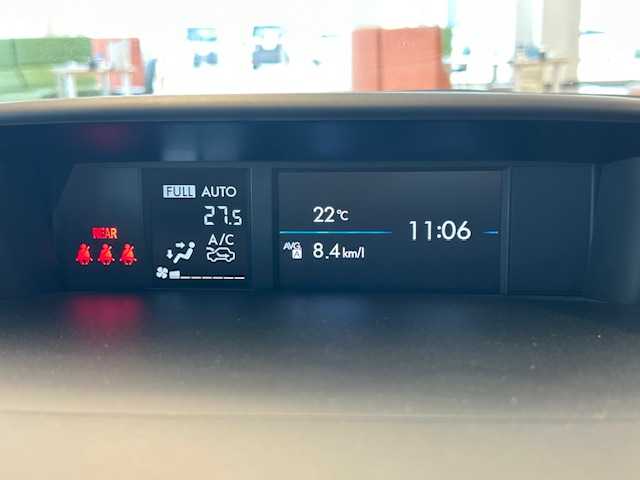 FULL AUTO
27.5
A/C
REAR
22°C
11:06
AVG
A
8.4km/l